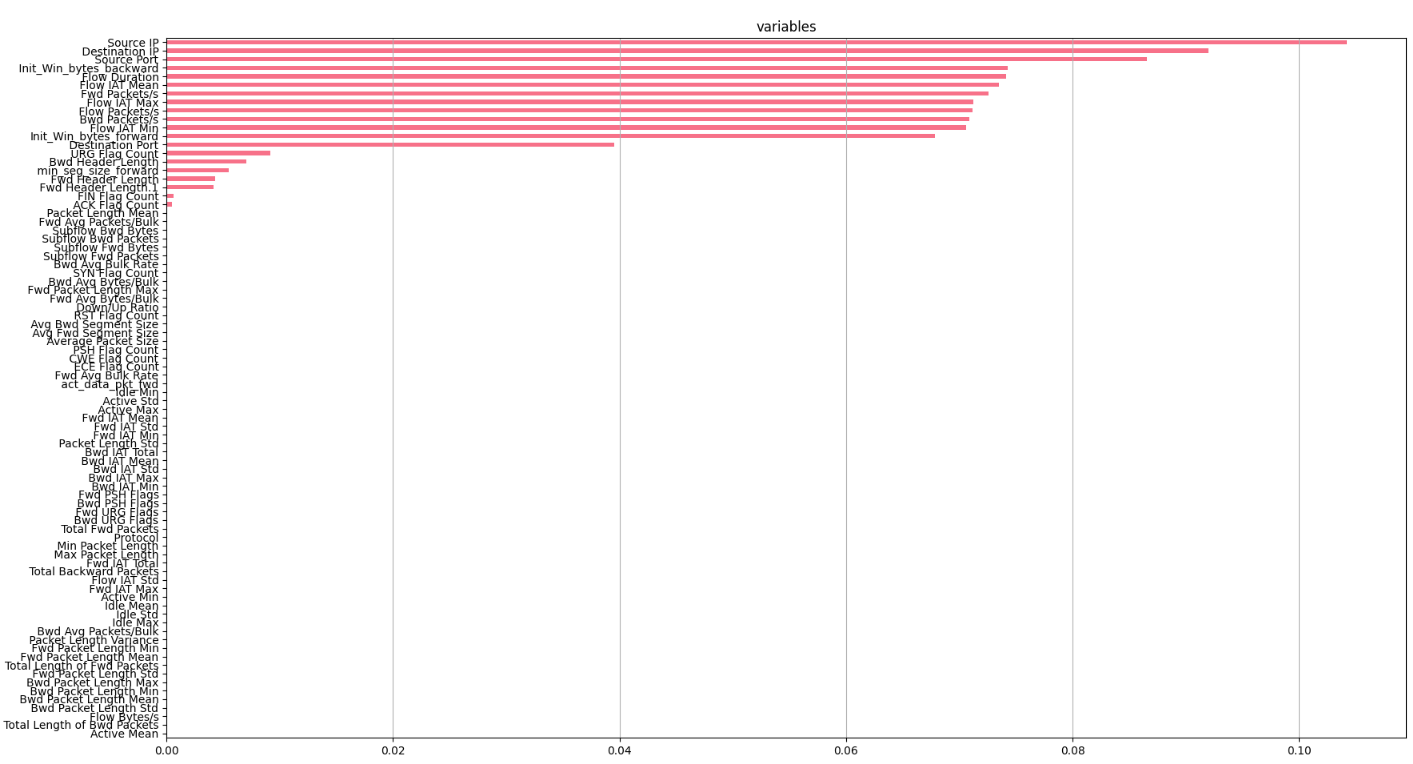 variables
Source IP
Destination IP
Source Port
Init_Win_bytes_backward
Flow Duration
Flow IAT Mean
Fwd Packets/s
Flow IAT Max
Flow Packets/s
Bwd Packets/s
Flow IAT Min
Init_Win_bytes_forward
Destination Port
URG Flag Count
Bwd Header Length
min_seg_size_forward
Fwd Header Length
Fwd Header Length.1
FIN Flag Count
ACK Flag Count
Packet Length Mean
Fwd Avg Packets/Bulk
Subflow Bwd Bytes
Subflow Bwd Packets
Subflow Fwd Bytes
Subflow Fwd Packets
Bwd Avg Bulk Rate
SYN Flag Count
Bwd Avg Bytes/Bulk
Fwd Packet Length Max
Fwd Avg Bytes/Bulk
Down/Up Ratio
RST Flag Count
Avg Bwd Segment Size
Avg Fwd Segment Size
Average Packet Size
PSH Flag Count
CWE Flag Count
ECE Flag Count
Fwd Avg Bulk Rate
act_data_pkt_fwd
Idle Min
Active Std
Active Max
Fwd IAT Mean
Fwd IAT Std
Fwd IAT Min
Packet Length Std
Bwd IAT Total
Bwd IAT Mean
Bwd IAT Std
Bwd IAT Max
Bwd IAT Min
Fwd PSH Flags
Bwd PSH Flags
Fwd URG Flags
Bwd URG Flags
Total Fwd Packets
Protocol
Min Packet Length
Max Packet Length
Fwd IAT Total
Total Backward Packets
Flow IAT Std
Fwd IAT Max
Active Min
Idle Mean
Idle Std
Idle Max
Bwd Avg Packets/Bulk
Packet Length Variance
Fwd Packet Length Min
Fwd Packet Length Mean
Total Length of Fwd Packets
Fwd Packet Length Std
Bwd Packet Length Max
Bwd Packet Length Min
Bwd Packet Length Mean
Bwd Packet Length Std
Flow Bytes/s
Total Length of Bwd Packets
Active Mean
0.00 0.02 0.04 0.06 0.08 0.10